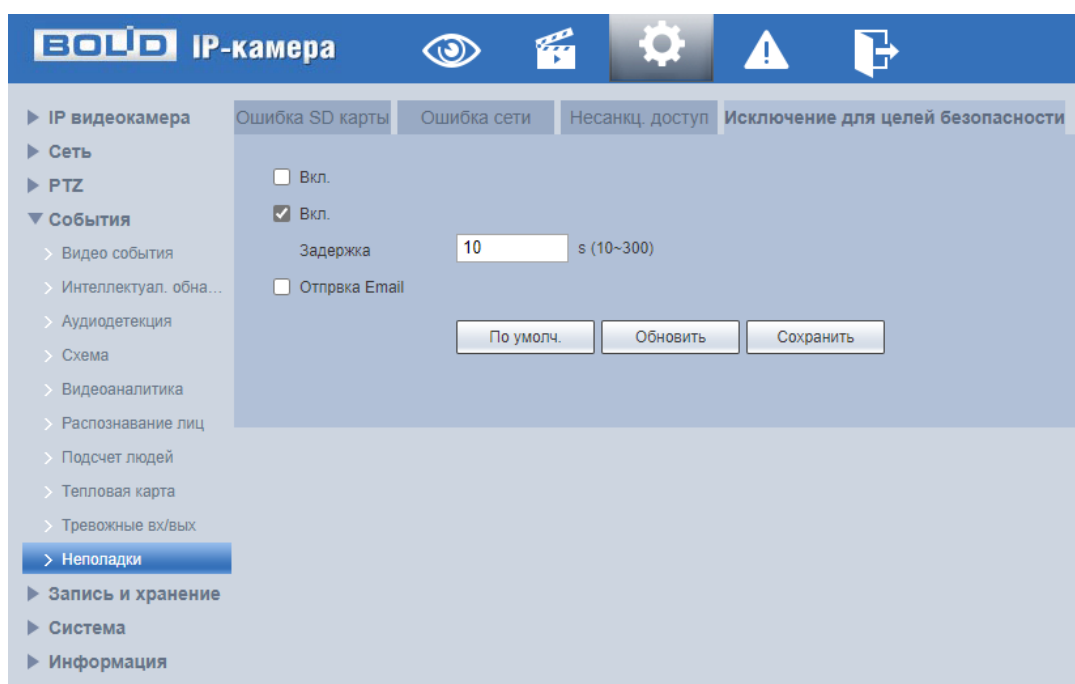 BOLID IP-камера
IP видеокамера
Сеть
PTZ
События
Видео события
Интеллектуал. обна...
Аудиодетекция
Схема
Видеоаналитика
Распознавание лиц
Подсчет людей
Тепловая карта
Тревожные вх/вых
Неполадки
Запись и хранение
Система
Информация
Ошибка SD карты Ошибка сети Несанкц. доступ Исключение для целей безопасности
Вкл.
Вкл.
Задержка 10 s (10~300)
Отпрвка Email
По умолч. Обновить Сохранить